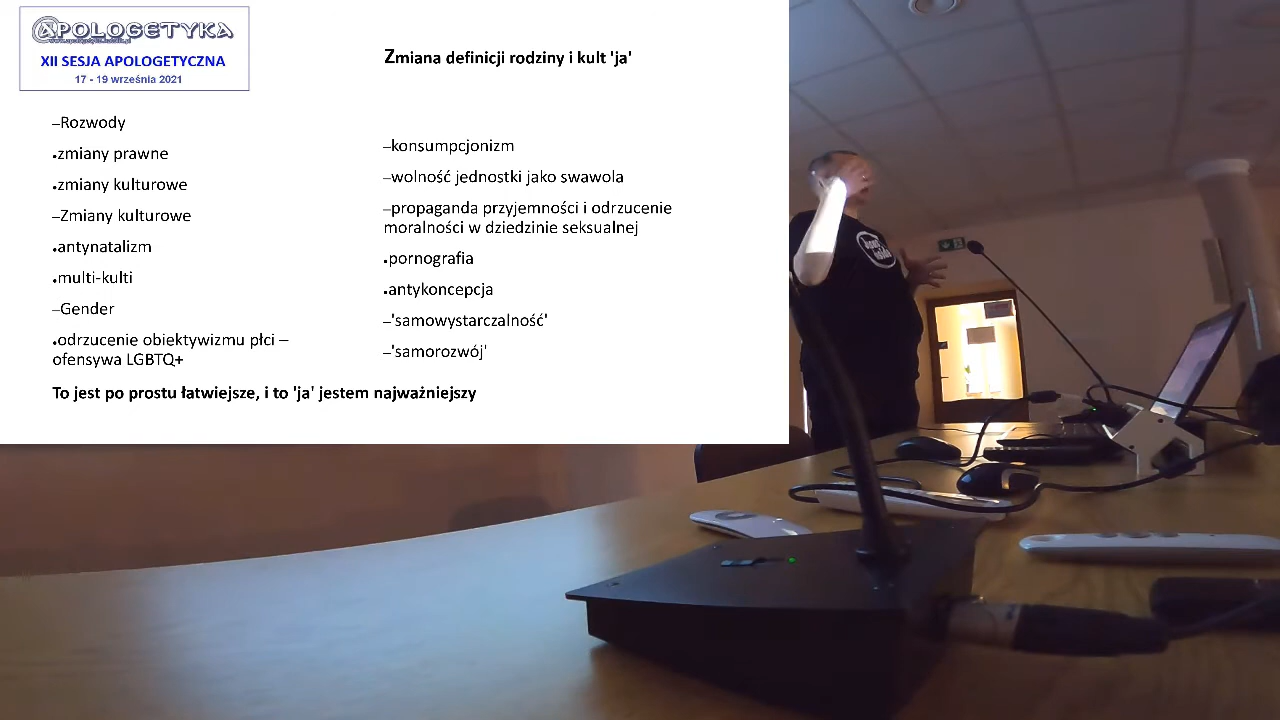 APOLOGETYKA
XII SESJA APOLOGETYCZNA
17 - 19 września 2021
Zmiana definicji rodziny i kult 'ja'
–Rozwody
•zmiany prawne
•zmiany kulturowe
–Zmiany kulturowe
•antynatalizm
•multi-kulti
–Gender
•odrzucenie obiektywizmu płci –
ofensywa LGBTQ+
–konsumpcjonizm
–wolność jednostki jako swawola
–propaganda przyjemności i odrzucenie
moralności w dziedzinie seksualnej
•pornografia
•antykoncepcja
–'samowystarczalność'
–'samorozwój'
To jest po prostu łatwiejsze, i to 'ja' jestem najważniejszy